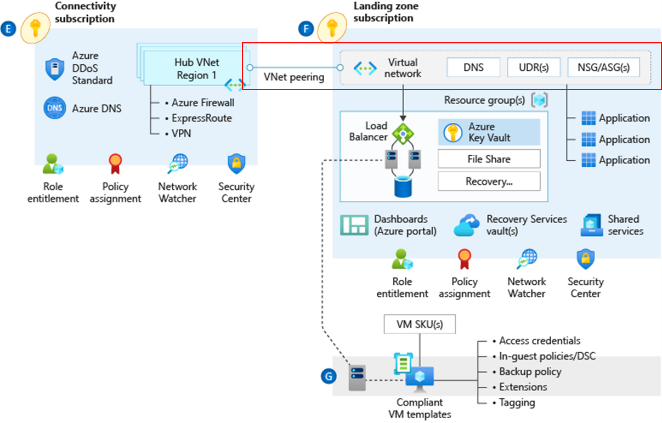 E
Connectivity
subscription
Azure
DDoS
Standard
DNS
Azure DNS
Hub VNet
Region 1
• Azure Firewall
• ExpressRoute
• VPN
Role
entitlement
Policy
assignment
Network
Watcher
Security
Center
VNet peering
F
Landing zone
subscription
Virtual
network
DNS
UDR(s)
NSG/ASG(s)
Resource group(s)
Load
Balancer
Azure
Key Vault
File Share
Recovery...
Application
Application
Application
Dashboards
(Azure portal)
Recovery Services
vault(s)
Shared
services
Role
entitlement
Policy
assignment
Network
Watcher
Security
Center
VM SKU(s)
G
Compliant
VM templates
• Access credentials
• In-guest policies/DSC
• Backup policy
• Extensions
• Tagging